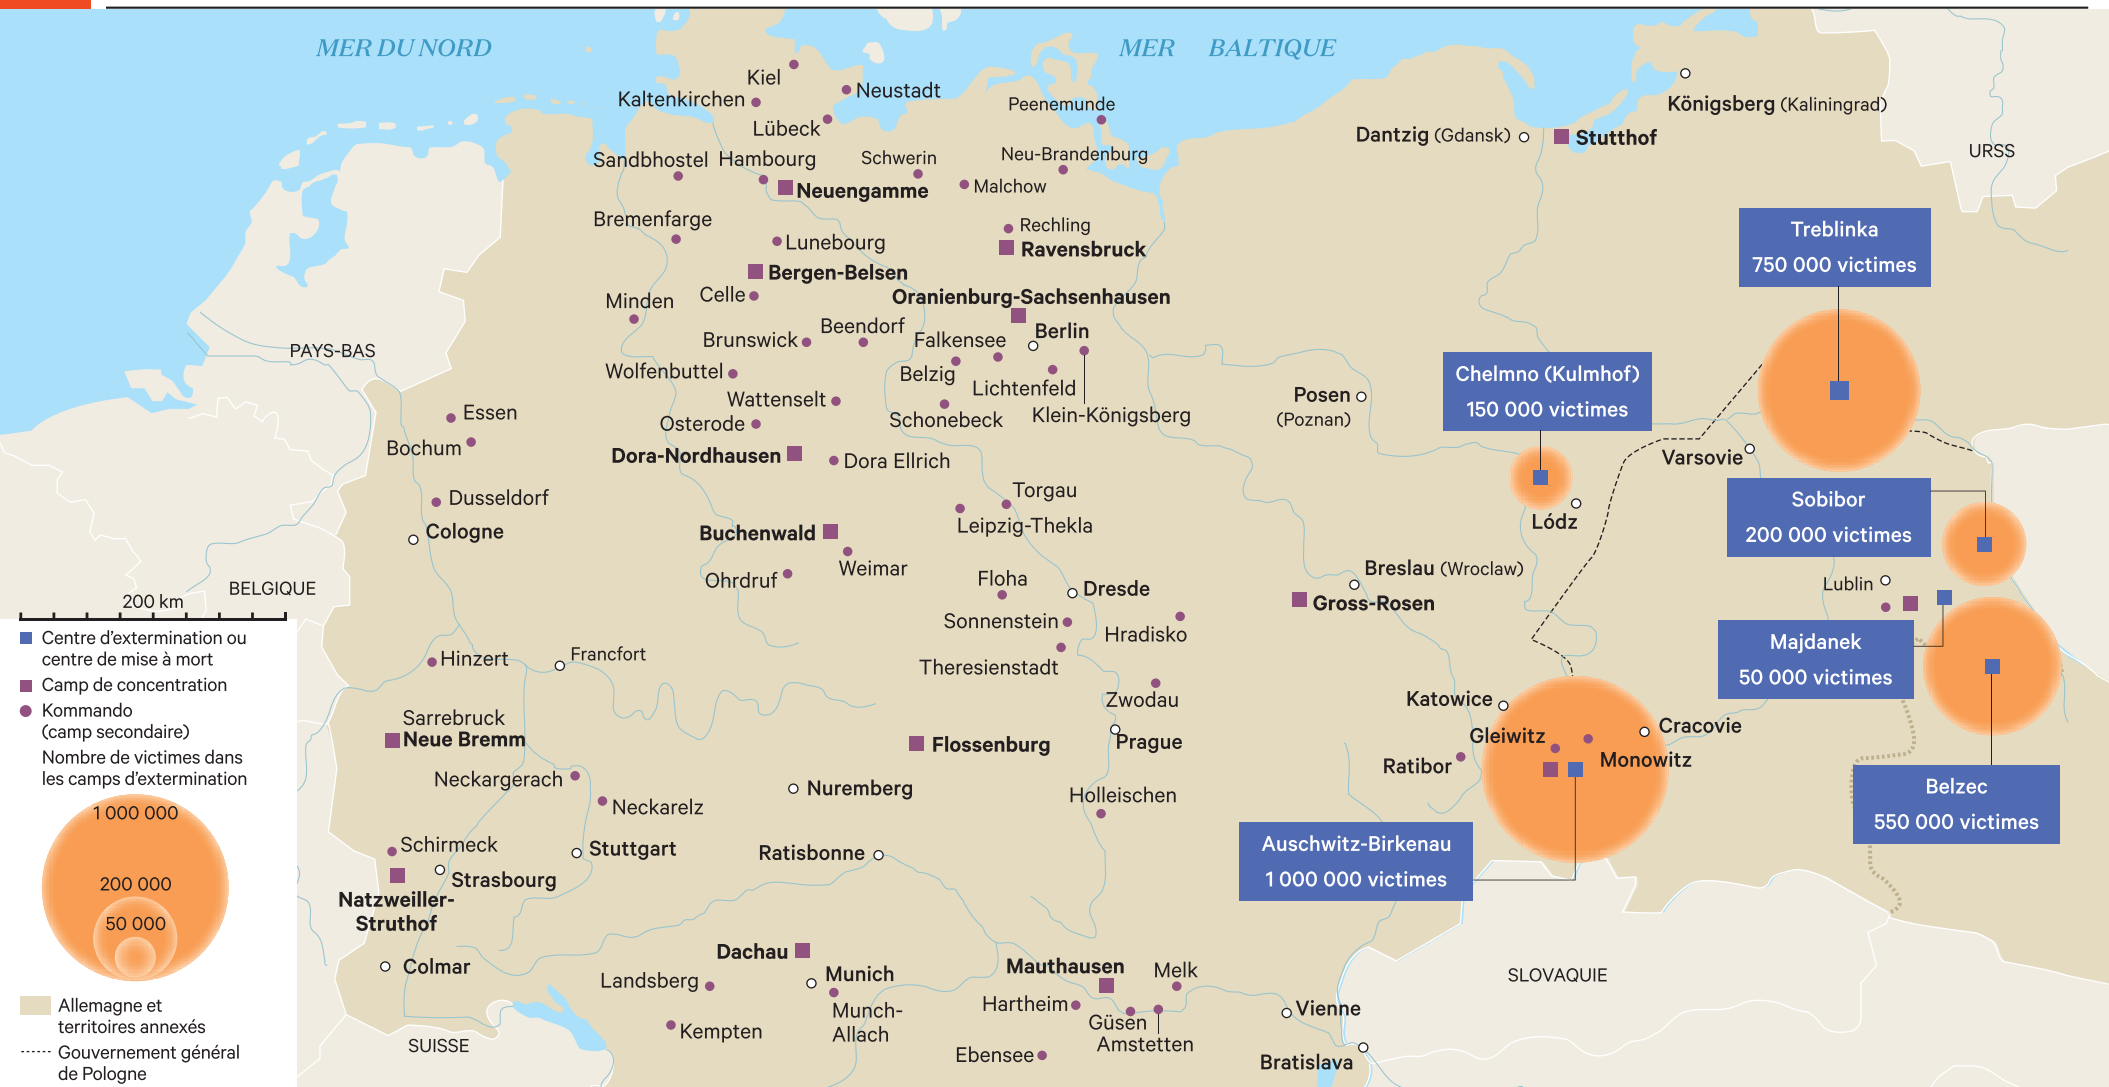 MER DU NORD
MER BALTIQUE
Kiel
Kaltenkirchen
Neustadt
Lübeck
Peenemunde
Königsberg (Kaliningrad)
Dantzig (Gdansk)
Stutthof
URSS
Sandbhostel
Hambourg
Schwerin
Neu-Brandenburg
Neuengamme
Malchow
Bremenfarge
Rechling
Lunebourg
Ravensbruck
Treblinka
750 000 victimes
Bergen-Belsen
Celle
Minden
Oranienburg-Sachsenhausen
Beendorf
Berlin
Brunswick
Falkensee
PAYS-BAS
Wolfenbuttel
Belzig
Lichtenfeld
Chelmno (Kulmhof)
150 000 victimes
Wattenselt
Posen
(Poznan)
Essen
Osterode
Schonebeck
Klein-Königsberg
Bochum
Dora-Nordhausen
Dora Ellrich
Varsovie
Dusseldorf
Torgau
Sobibor
200 000 victimes
Cologne
Buchenwald
Leipzig-Thekla
Lódz
Weimar
Ohrdruf
Floha
Dresde
Breslau (Wroclaw)
Lublin
BELGIQUE
Gross-Rosen
Sonnenstein
Hradisko
Majdanek
50 000 victimes
Hinzert
Francfort
Theresienstadt
Zwodau
Katowice
Sarrebruck
Neue Bremm
Flossenburg
Prague
Gleiwitz
Cracovie
Monowitz
Ratibor
Neckargerach
Nuremberg
Neckarelz
Holleischen
Belzec
550 000 victimes
Schirmeck
Stuttgart
Ratisbonne
Auschwitz-Birkenau
1 000 000 victimes
Strasbourg
Natzweiller-
Struthof
Dachau
Colmar
Munich
Mauthausen
Melk
SLOVAQUIE
Landsberg
Munch-
Allach
Hartheim
Güsen
Vienne
Kempten
Amstetten
SUISSE
Ebensee
Bratislava
200 km
Centre d’extermination ou
centre de mise à mort
Camp de concentration
Kommando
(camp secondaire)
Nombre de victimes dans
les camps d’extermination
1 000 000
200 000
50 000
Allemagne et
territoires annexés
Gouvernement général
de Pologne